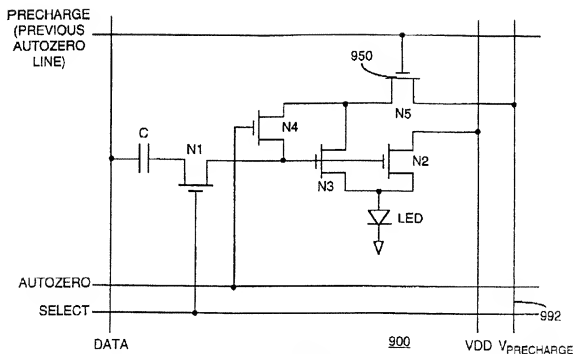 PRECHARGE
(PREVIOUS
AUTOZERO
LINE)
950
N5
N4
C
N1
N2
N3
LED
AUTOZERO
SELECT
992
DATA
900
VDD
VPRECHARGE